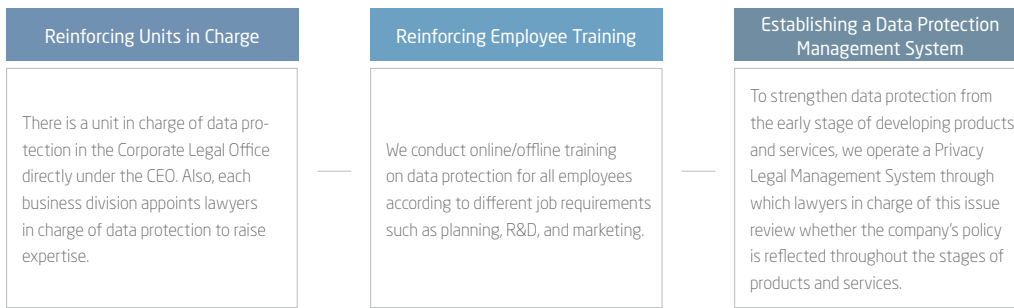 Reinforcing Units in Charge
There is a unit in charge of data pro-
tection in the Corporate Legal Office
directly under the CEO. Also, each
business division appoints lawyers
in charge of data protection to raise
expertise.
Reinforcing Employee Training
We conduct online/offline training
on data protection for all employees
according to different job requirements
such as planning, R&D, and marketing.
Establishing a Data Protection
Management System
To strengthen data protection from
the early stage of developing products
and services, we operate a Privacy
Legal Management System through
which lawyers in charge of this issue
review whether the company's policy
is reflected throughout the stages of
products and services.